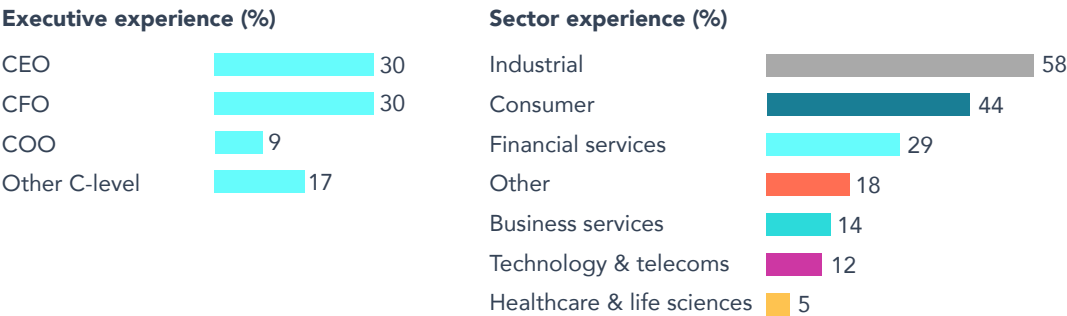 Executive experience (%)
CEO 30
CFO 30
COO 9
Other C-level 17
Sector experience (%)
Industrial 58
Consumer 44
Financial services 29
Other 18
Business services 14
Technology & telecoms 12
Healthcare & life sciences 5